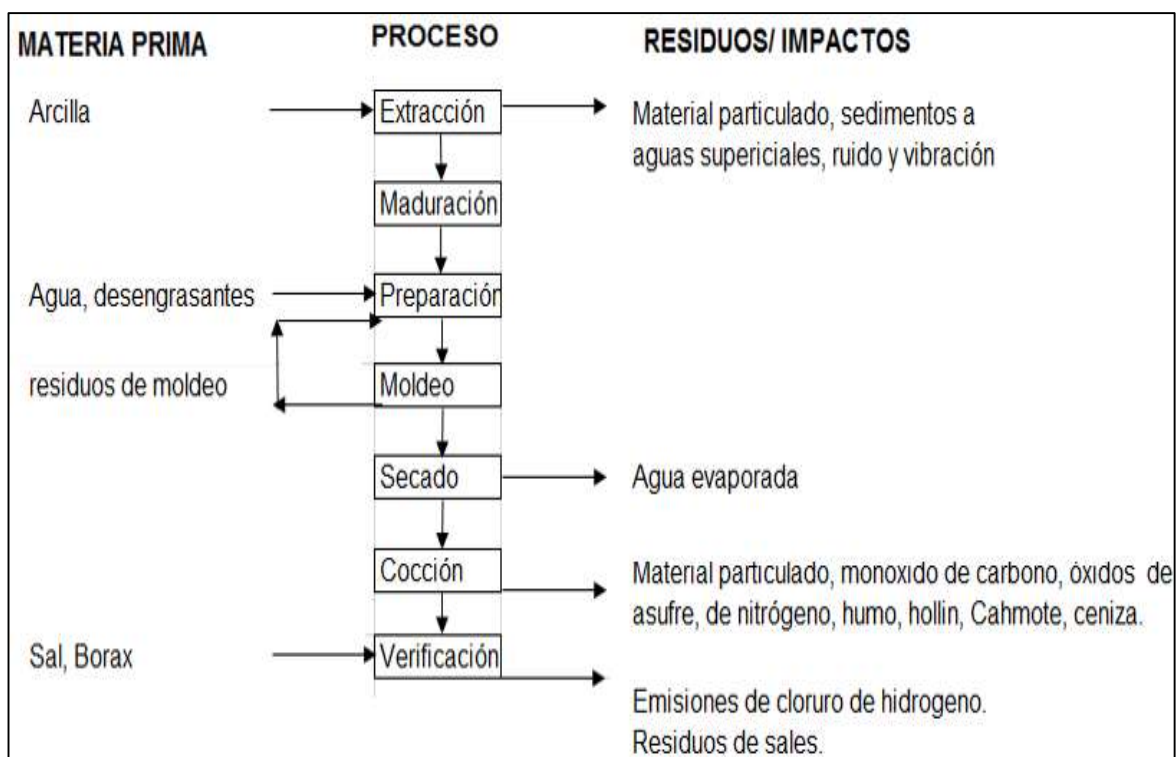 MATERIA PRIMA
PROCESO
RESIDUOS/ IMPACTOS
Arcilla
Extracción
Material particulado, sedimentos a
aguas supericiales, ruido y vibración
Maduración
Agua, desengrasantes
Preparación
residuos de moldeo
Moldeo
Secado
Agua evaporada
Cocción
Material particulado, monoxido de carbono, óxidos de
asufre, de nitrógeno, humo, hollin, Cahmote, ceniza.
Sal, Borax
Verificación
Emisiones de cloruro de hidrogeno.
Residuos de sales.